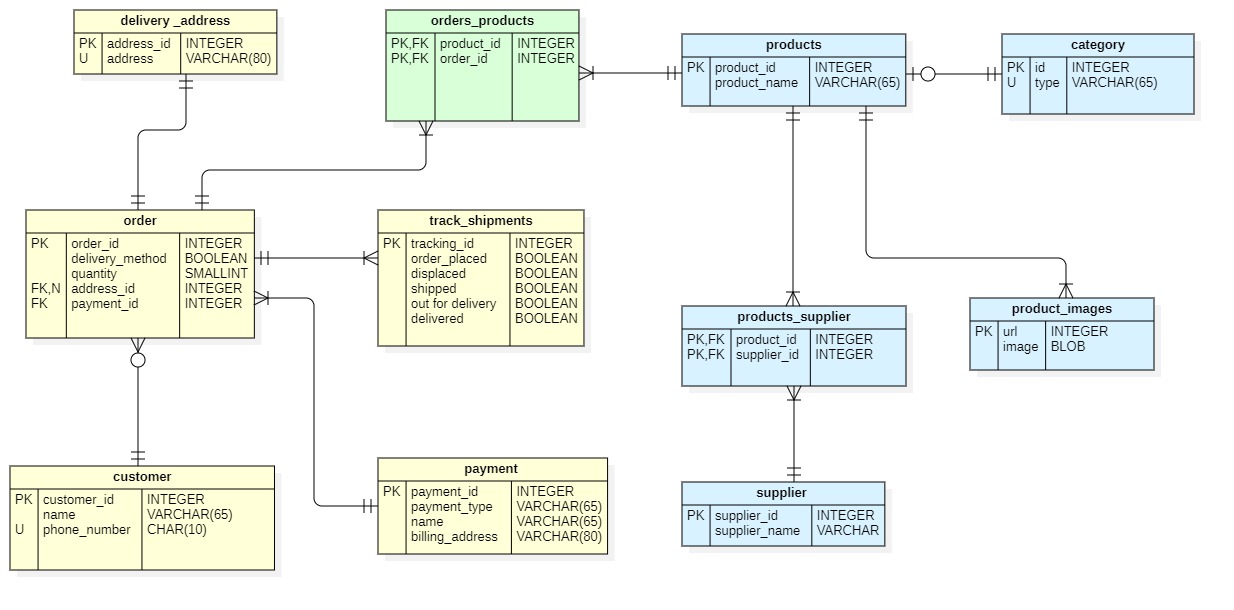 delivery _address
PK address_id INTEGER
U address VARCHAR(80)
orders_products
PK,FK product_id INTEGER
PK,FK order_id INTEGER
products
PK product_id INTEGER
product_name VARCHAR(65)
category
PK id INTEGER
U type VARCHAR(65)
order
PK order_id INTEGER
delivery_method BOOLEAN
quantity SMALLINT
FK,N address_id INTEGER
FK payment_id INTEGER
track_shipments
PK tracking_id INTEGER
order_placed BOOLEAN
displaced BOOLEAN
shipped BOOLEAN
out for delivery BOOLEAN
delivered BOOLEAN
products_supplier
PK,FK product_id INTEGER
PK,FK supplier_id INTEGER
product_images
PK url INTEGER
image BLOB
customer
PK customer_id INTEGER
name VARCHAR(65)
U phone_number CHAR(10)
payment
PK payment_id INTEGER
payment_type VARCHAR(65)
name VARCHAR(65)
billing_address VARCHAR(80)
supplier
PK supplier_id INTEGER
supplier_name VARCHAR